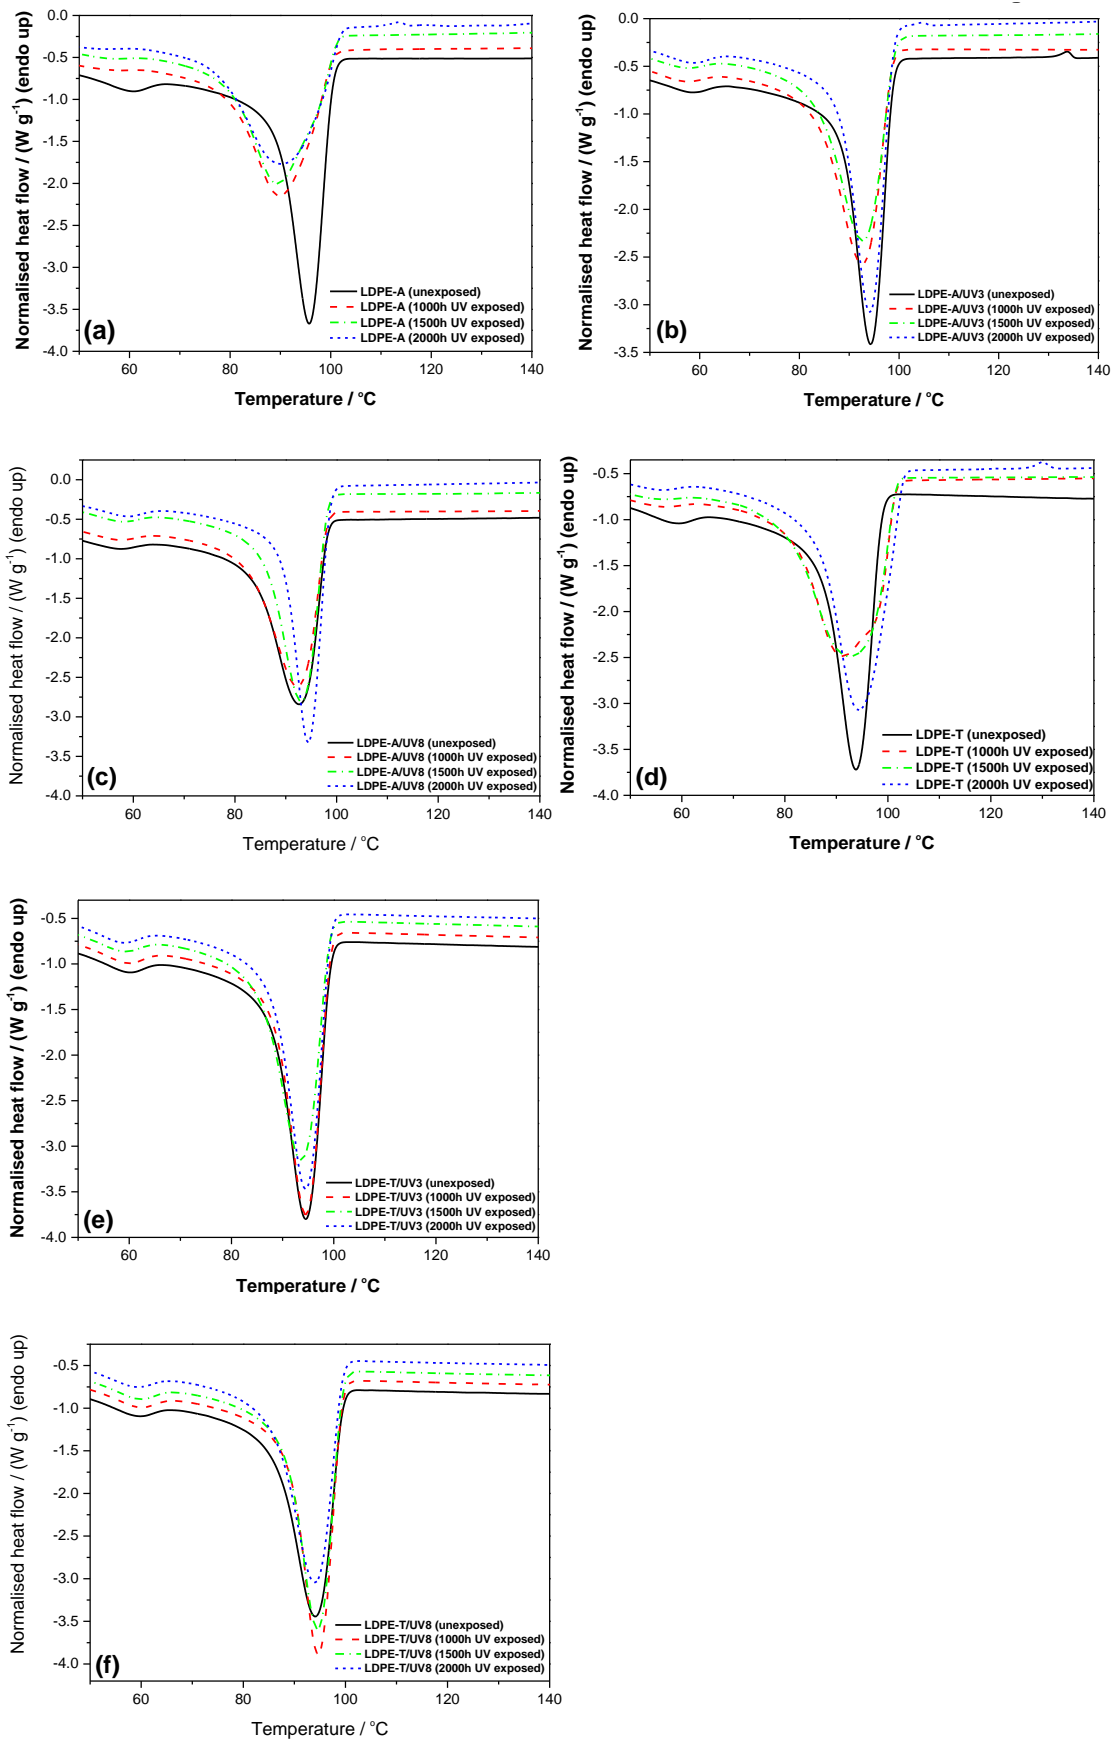 0.0
-0.5
-1.0
-1.5
-2.0
-2.5
-3.0
-3.5
-4.0
Normalised heat flow / (W g⁻¹) (endo up)
LDPE-A (unexposed)
LDPE-A (1000h UV exposed)
LDPE-A (1500h UV exposed)
LDPE-A (2000h UV exposed)
(a)
60 80 100 120 140
Temperature / °C
0.0
-0.5
-1.0
-1.5
-2.0
-2.5
-3.0
-3.5
Normalised heat flow / (W g⁻¹) (endo up)
LDPE-A/UV3 (unexposed)
LDPE-A/UV3 (1000h UV exposed)
LDPE-A/UV3 (1500h UV exposed)
LDPE-A/UV3 (2000h UV exposed)
(b)
60 80 100 120 140
Temperature / °C
0.0
-0.5
-1.0
-1.5
-2.0
-2.5
-3.0
-3.5
-4.0
Normalised heat flow / (W g⁻¹) (endo up)
LDPE-A/UV8 (unexposed)
LDPE-A/UV8 (1000h UV exposed)
LDPE-A/UV8 (1500h UV exposed)
LDPE-A/UV8 (2000h UV exposed)
(c)
60 80 100 120 140
Temperature / °C
-0.5
-1.0
-1.5
-2.0
-2.5
-3.0
-3.5
-4.0
Normalised heat flow / (W g⁻¹) (endo up)
LDPE-T (unexposed)
LDPE-T (1000h UV exposed)
LDPE-T (1500h UV exposed)
LDPE-T (2000h UV exposed)
(d)
60 80 100 120 140
Temperature / °C
-0.5
-1.0
-1.5
-2.0
-2.5
-3.0
-3.5
-4.0
Normalised heat flow / (W g⁻¹) (endo up)
LDPE-T/UV3 (unexposed)
LDPE-T/UV3 (1000h UV exposed)
LDPE-T/UV3 (1500h UV exposed)
LDPE-T/UV3 (2000h UV exposed)
(e)
60 80 100 120 140
Temperature / °C
-0.5
-1.0
-1.5
-2.0
-2.5
-3.0
-3.5
-4.0
Normalised heat flow / (W g⁻¹) (endo up)
LDPE-T/UV8 (unexposed)
LDPE-T/UV8 (1000h UV exposed)
LDPE-T/UV8 (1500h UV exposed)
LDPE-T/UV8 (2000h UV exposed)
(f)
60 80 100 120 140
Temperature / °C